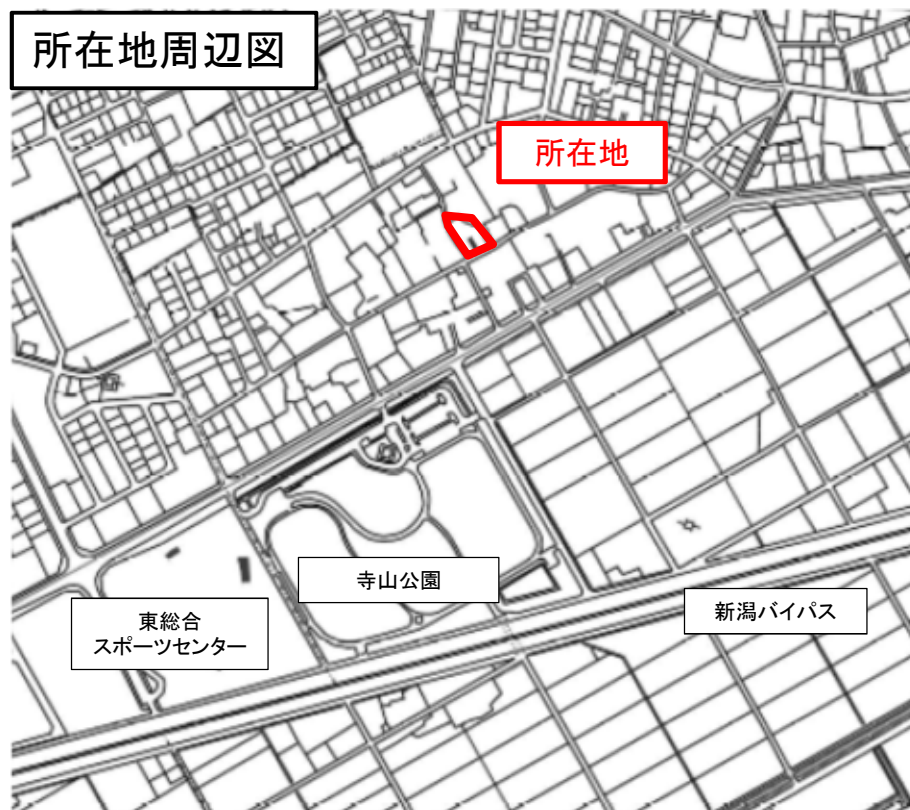 所在地周辺図
所在地
寺山公園
東総合
スポーツセンター
新潟バイパス